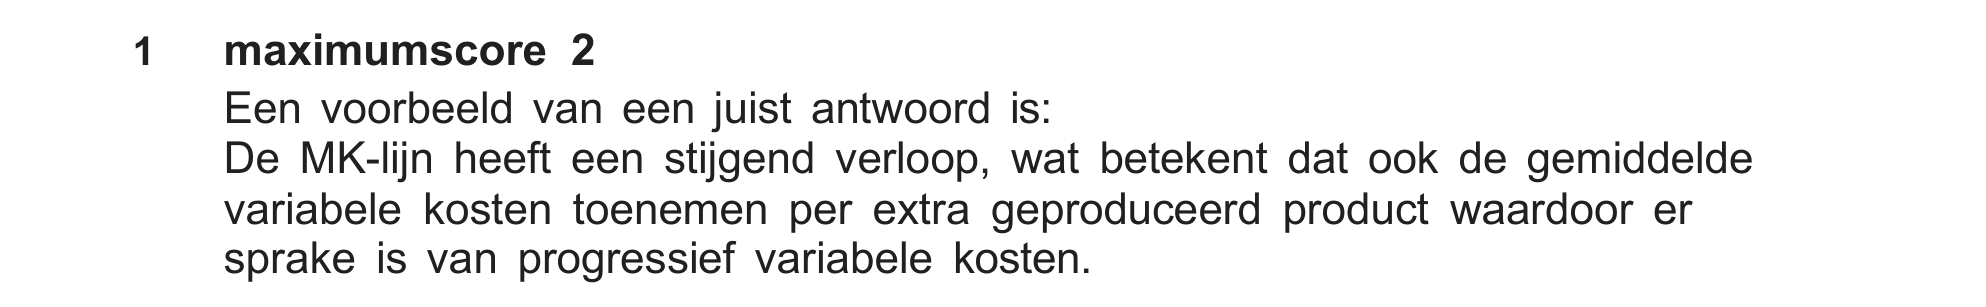 1 maximumscore 2
Een voorbeeld van een juist antwoord is:
De MK-lijn heeft een stijgend verloop, wat betekent dat ook de gemiddelde
variabele kosten toenemen per extra geproduceerd product waardoor er
sprake is van progressief variabele kosten.